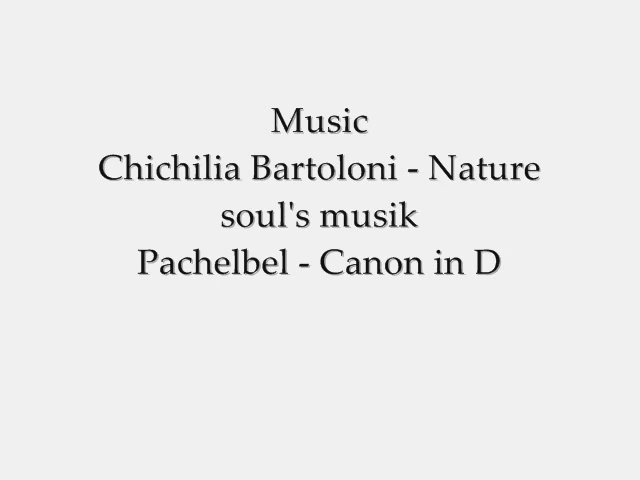 Music
Chichilia Bartoloni - Nature
soul's musik
Pachelbel - Canon in D